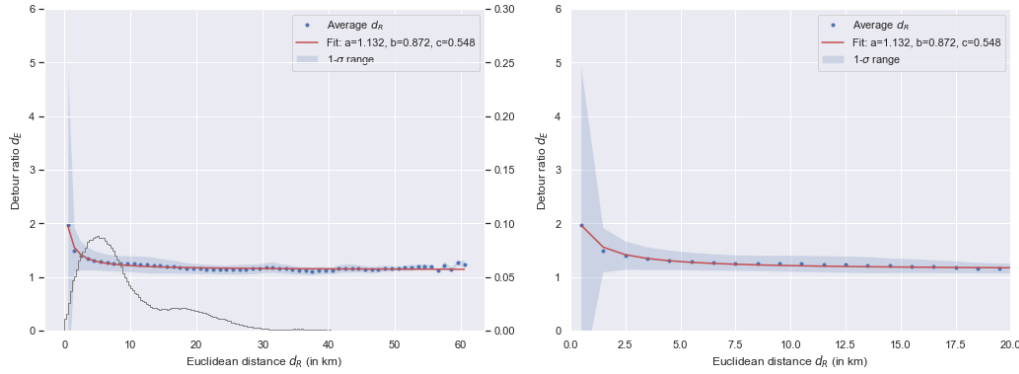 6
5
4
3
2
1
0
Detour ratio d_E
0.30
0.25
0.20
0.15
0.10
0.05
0.00
0 10 20 30 40 50 60
Euclidean distance d_R (in km)
Average d_R
Fit: a=1.132, b=0.872, c=0.548
1-σ range
6
5
4
3
2
1
0
Detour ratio d_E
0.0 2.5 5.0 7.5 10.0 12.5 15.0 17.5 20.0
Euclidean distance d_R (in km)
Average d_R
Fit: a=1.132, b=0.872, c=0.548
1-σ range